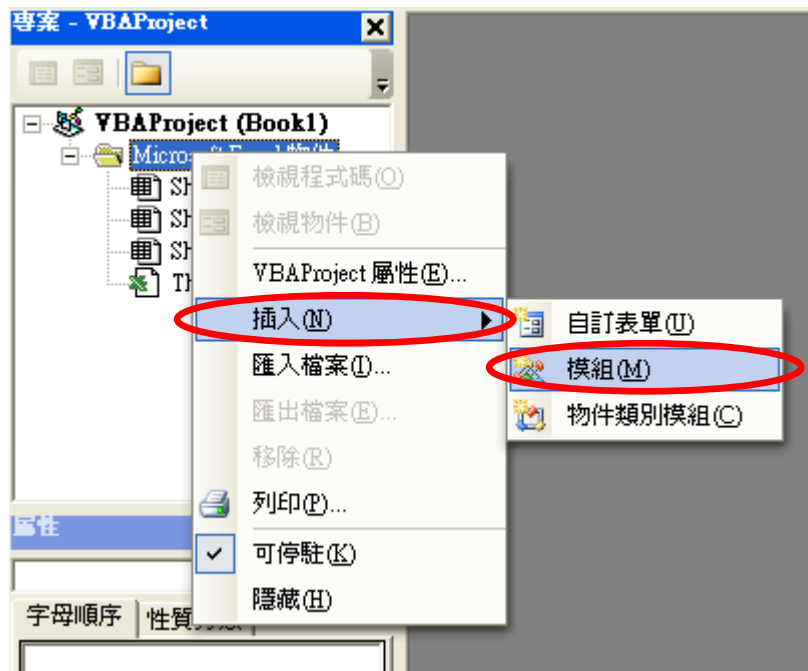 專案 - VBAProject
VBAProject (Book1)
Micro
檢視程式碼(O)
檢視物件(B)
VBAProject 屬性(E)...
插入(N)
自訂表單(U)
模組(M)
物件類別模組(C)
匯入檔案(I)...
匯出檔案(E)...
移除(R)
列印(P)...
可停駐(K)
隱藏(H)
屬性
字母順序